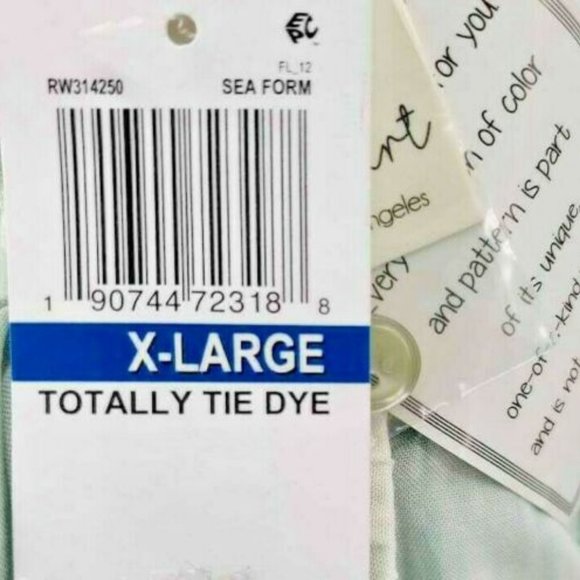 EPC
FL_12
RW314250 SEA FORM
1 90744 72318 8
X-LARGE
TOTALLY TIE DYE
ngeles
or you
of color
and pattern is part
of its unique,
one-of
-kind
and is not